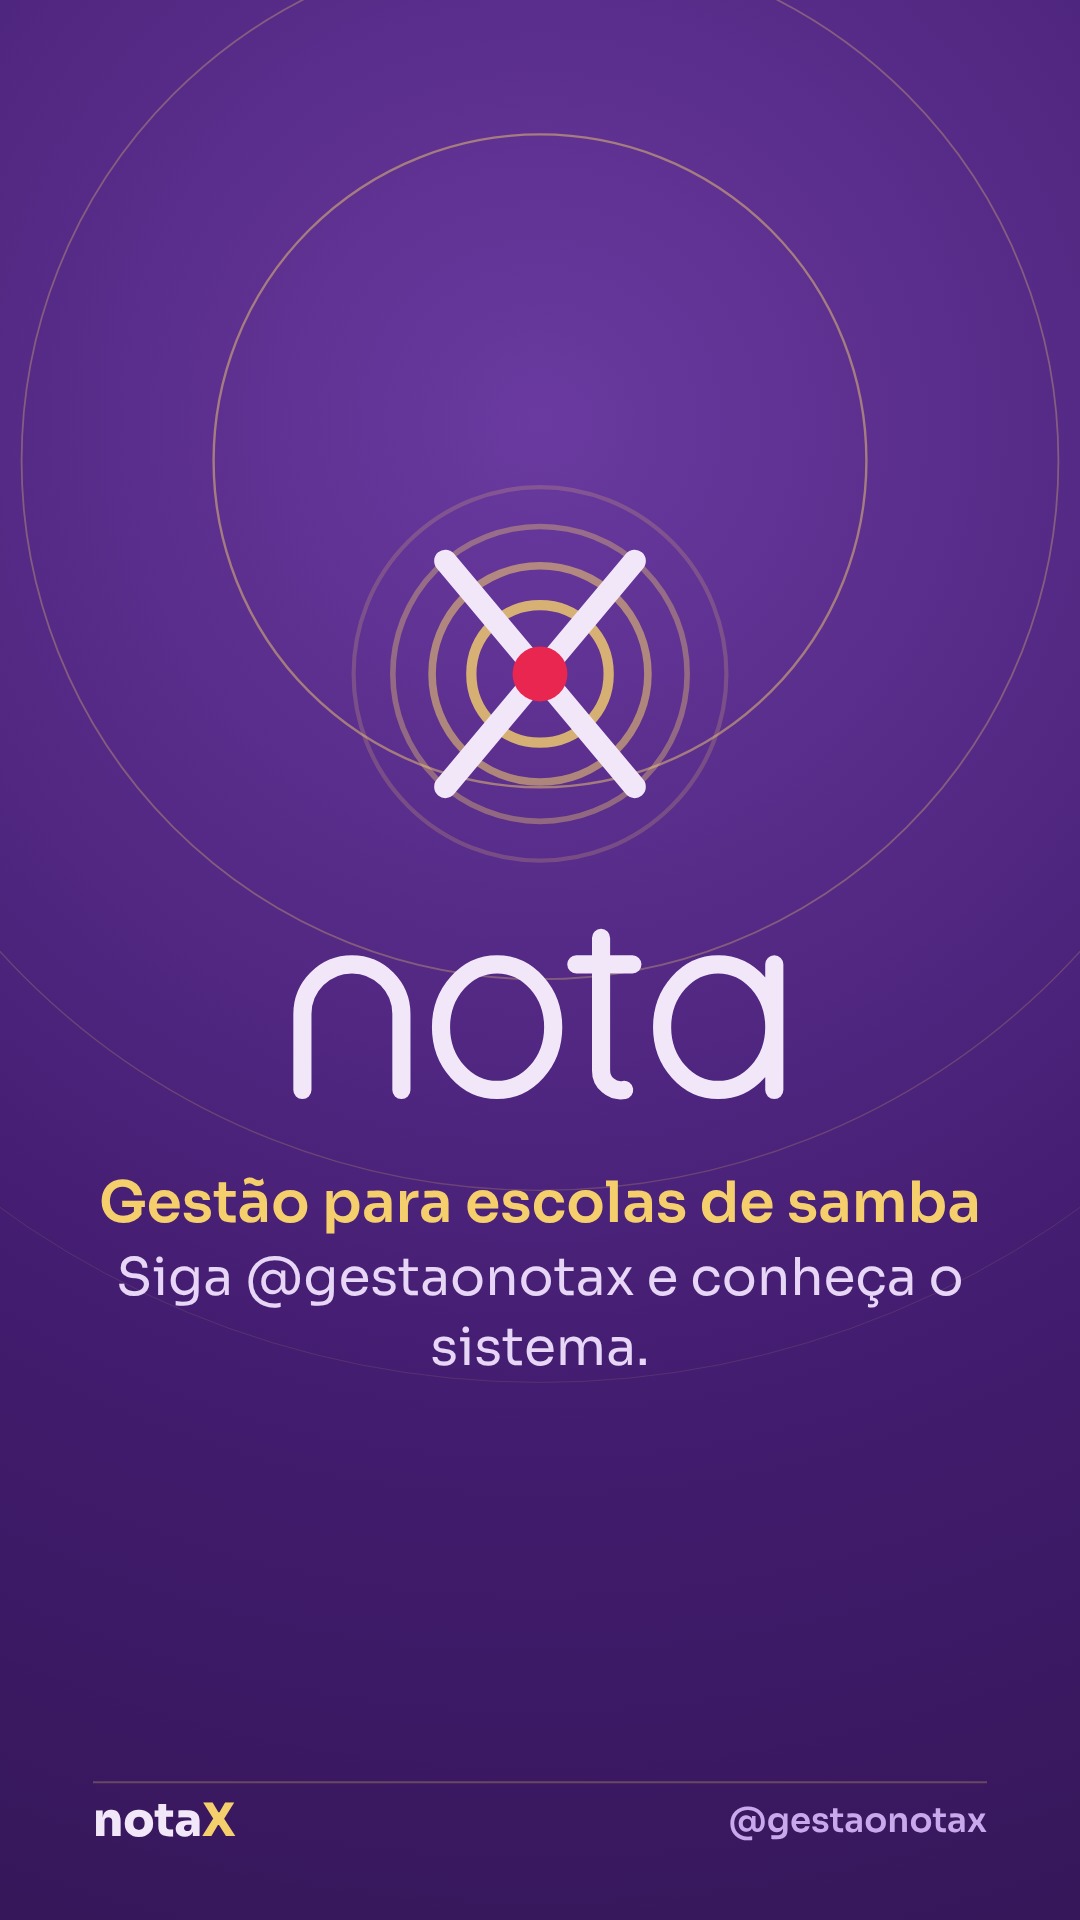 nota
Gestão para escolas de samba
Siga @gestaonotax e conheça o
sistema.
notaX
@gestaonotax